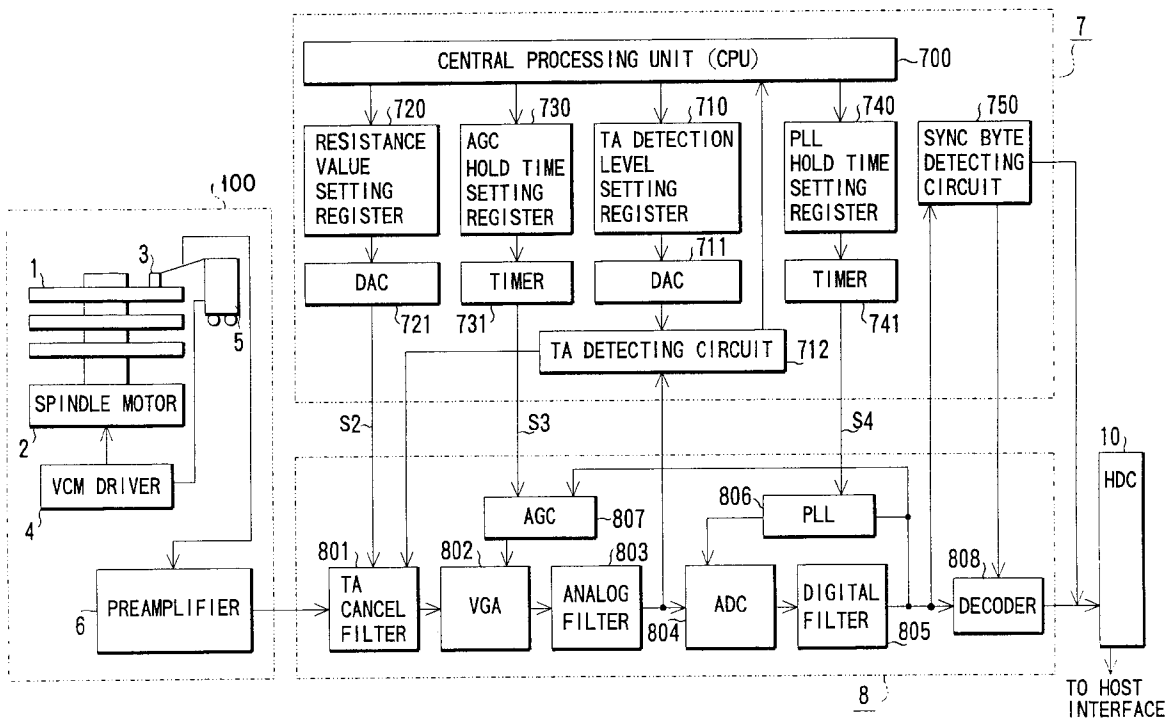 7
CENTRAL PROCESSING UNIT (CPU)
700
720
730
710
740
750
RESISTANCE
VALUE
SETTING
REGISTER
AGC
HOLD TIME
SETTING
REGISTER
TA DETECTION
LEVEL
SETTING
REGISTER
PLL
HOLD TIME
SETTING
REGISTER
SYNC BYTE
DETECTING
CIRCUIT
100
711
DAC
TIMER
DAC
TIMER
721
731
741
TA DETECTING CIRCUIT
712
1
3
5
SPINDLE MOTOR
2
VCM DRIVER
4
S2
S3
S4
10
HDC
AGC
807
806
PLL
801
802
803
808
PREAMPLIFIER
6
TA
CANCEL
FILTER
VGA
ANALOG
FILTER
ADC
804
DIGITAL
FILTER
805
DECODER
8
TO HOST
INTERFACE